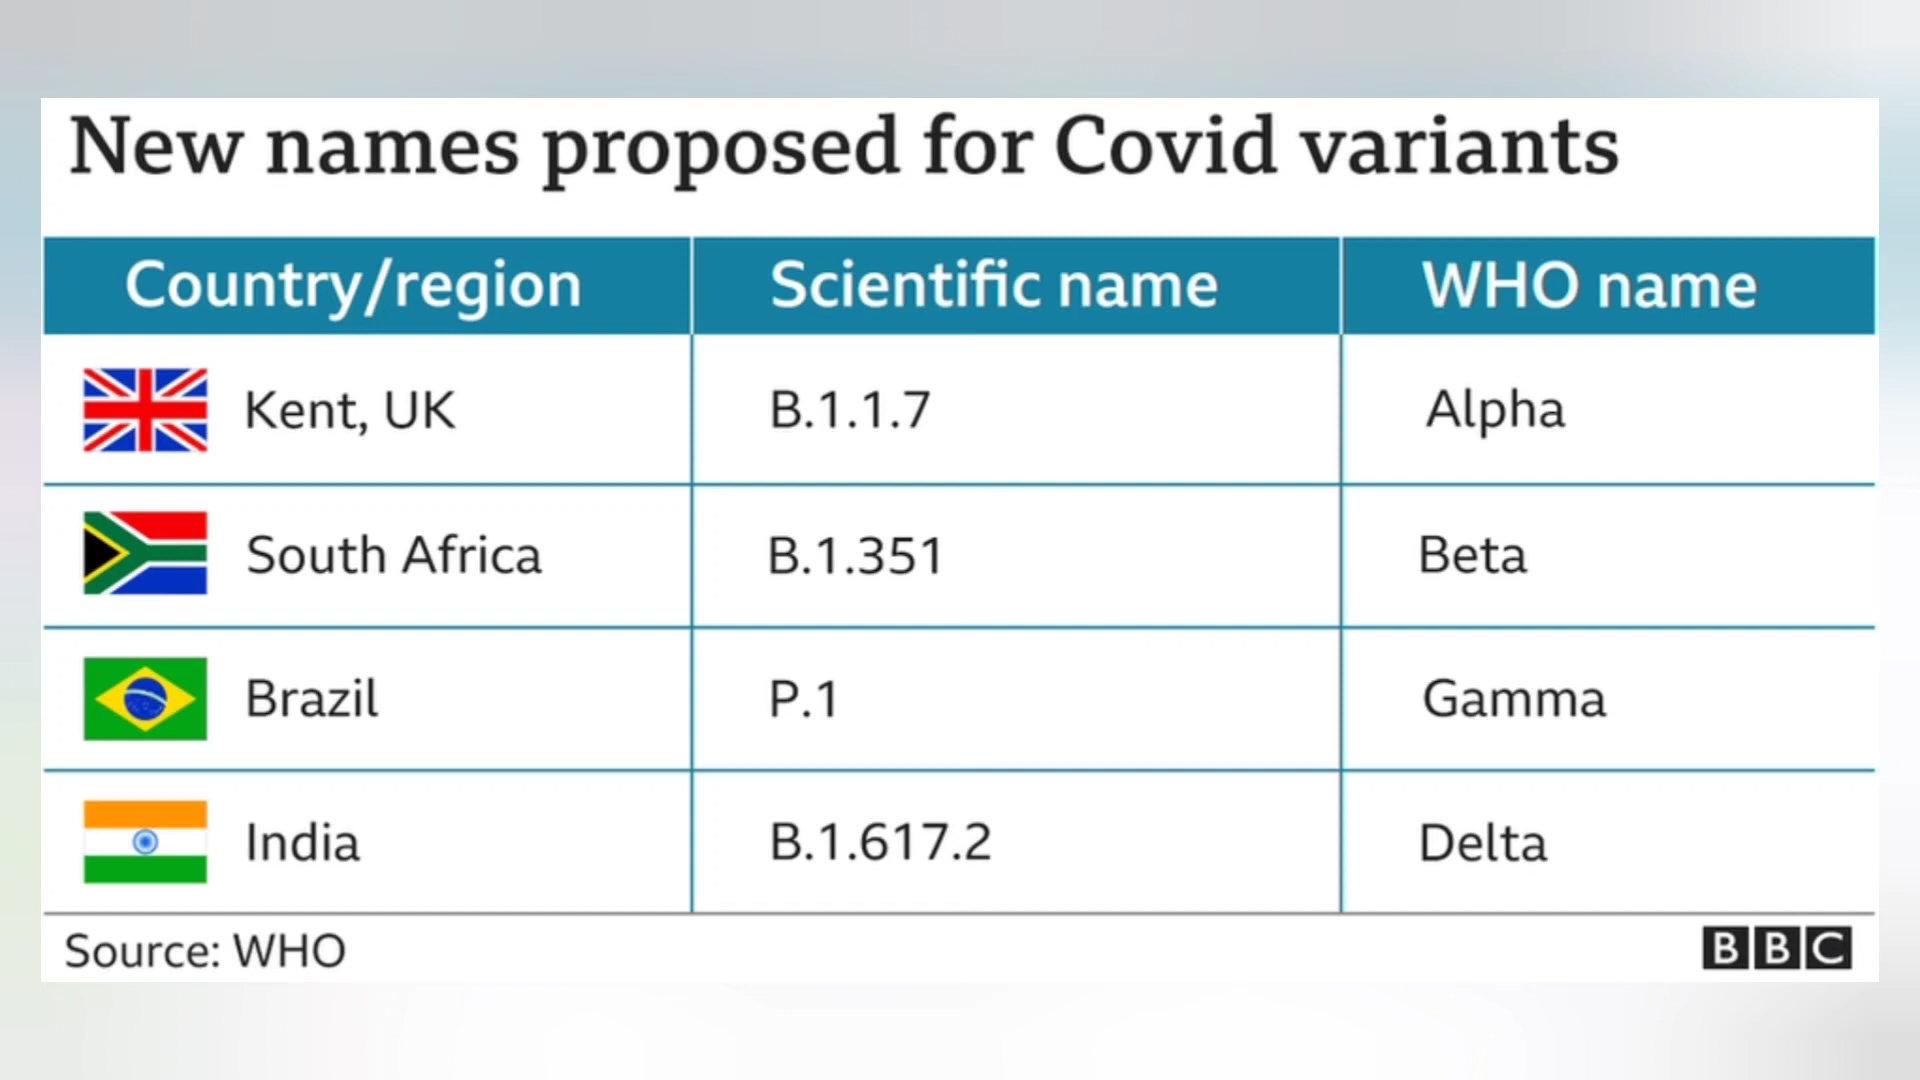 New names proposed for Covid variants
Country/region Scientific name WHO name
Kent, UK B.1.1.7 Alpha
South Africa B.1.351 Beta
Brazil P.1 Gamma
India B.1.617.2 Delta
Source: WHO BBC